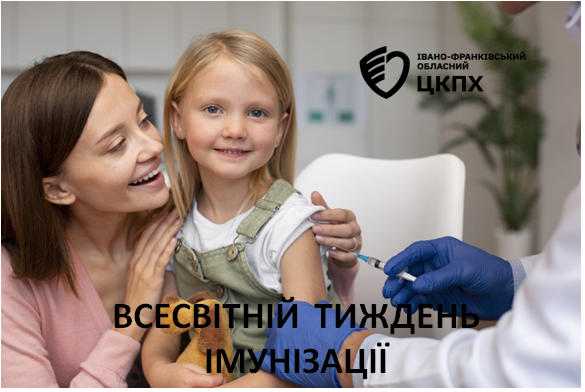 ІВАНО-ФРАНКІВСЬКИЙ
ОБЛАСНИЙ
ЦКПХ
ВСЕСВІТНІЙ ТИЖДЕНЬ
ІМУНІЗАЦІЇ